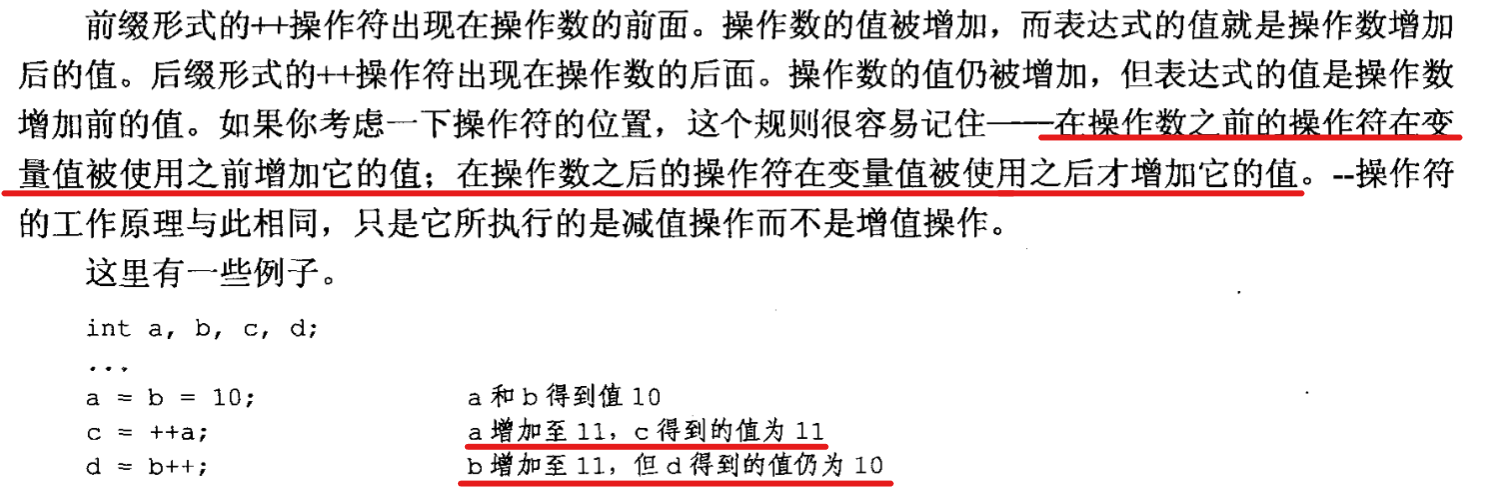 前缀形式的++操作符出现在操作数的前面。操作数的值被增加，而表达式的值就是操作数增加
后的值。后缀形式的++操作符出现在操作数的后面。操作数的值仍被增加，但表达式的值是操作数
增加前的值。如果你考虑一下操作符的位置，这个规则很容易记住——在操作数之前的操作符在变
量值被使用之前增加它的值；在操作数之后的操作符在变量值被使用之后才增加它的值。--操作符
的工作原理与此相同，只是它所执行的是减值操作而不是增值操作。
这里有一些例子。
int a, b, c, d;
...
a = b = 10; a 和 b 得到值 10
c = ++a; a 增加至 11，c 得到的值为 11
d = b++; b 增加至 11，但 d 得到的值仍为 10